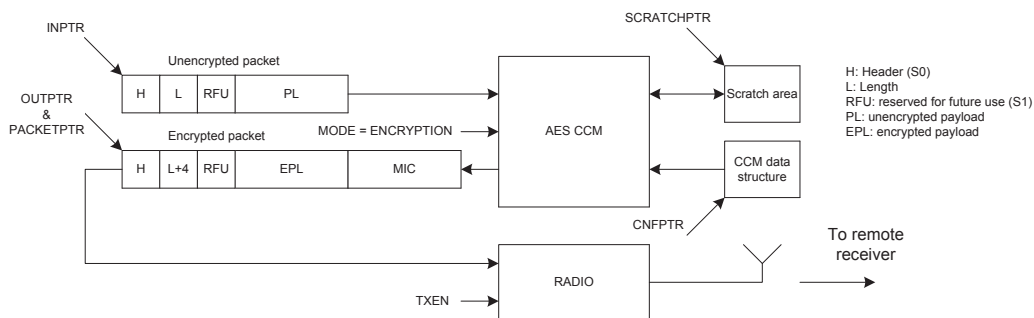 SCRATCHPTR
INPTR
Unencrypted packet
H L RFU PL
OUTPTR
&
PACKETPTR
Encrypted packet
H L+4 RFU EPL MIC
MODE = ENCRYPTION
AES CCM
Scratch area
CCM data
structure
CNFPTR
H: Header (S0)
L: Length
RFU: reserved for future use (S1)
PL: unencrypted payload
EPL: encrypted payload
RADIO
TXEN
To remote
receiver